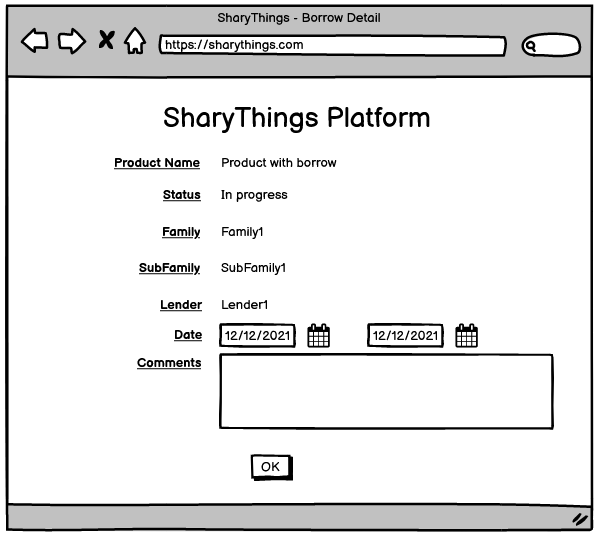 SharyThings - Borrow Detail
https://sharythings.com
SharyThings Platform
Product Name Product with borrow
Status In progress
Family Family1
SubFamily SubFamily1
Lender Lender1
Date 12/12/2021 12/12/2021
Comments
OK